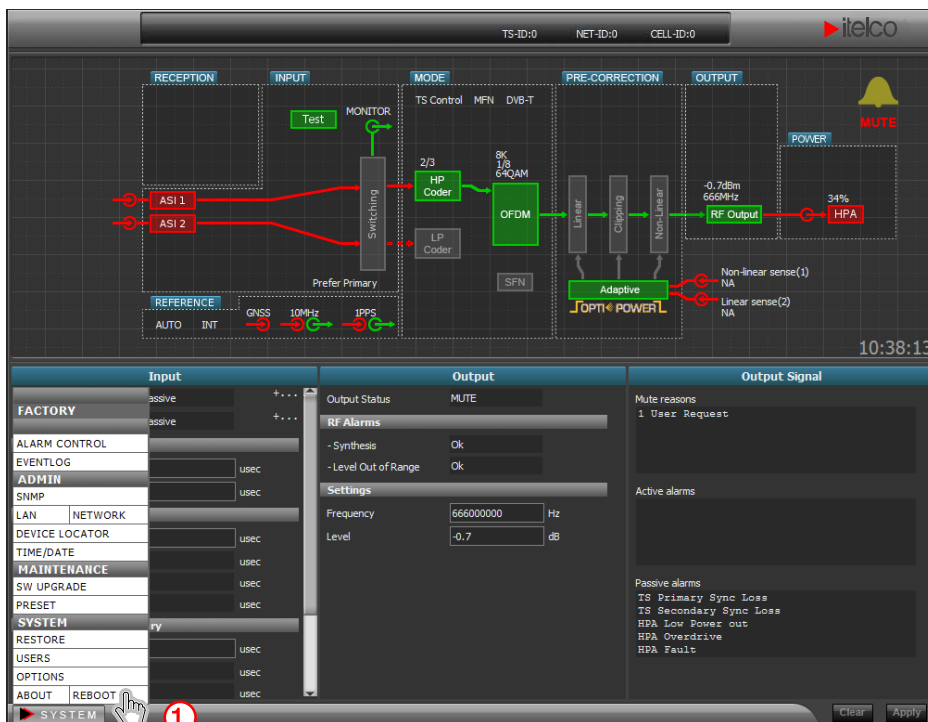 TS-ID:0 NET-ID:0 CELL-ID:0
itelco
RECEPTION INPUT MODE PRE-CORRECTION OUTPUT
TS Control MFN DVB-T
MONITOR
Test
MUTE
POWER
2/3
8K
1/8
64QAM
HP
Coder
ASI 1
ASI 2
Switching
OFDM
Linear
Clipping
Non-Linear
-0.7dBm
666MHz
RF Output
34%
HPA
LP
Coder
SFN
Prefer Primary
Adaptive
OPTI POWER
Non-linear sense(1)
NA
Linear sense(2)
NA
REFERENCE
AUTO INT
GNSS 10MHz 1PPS
10:38:13
Input
assive +...
assive +...
usec
usec
usec
usec
usec
usec
ry
usec
usec
usec
FACTORY
ALARM CONTROL
EVENTLOG
ADMIN
SNMP
LAN NETWORK
DEVICE LOCATOR
TIME/DATE
MAINTENANCE
SW UPGRADE
PRESET
SYSTEM
RESTORE
USERS
OPTIONS
ABOUT REBOOT
SYSTEM
1
Output
Output Status MUTE
RF Alarms
- Synthesis Ok
- Level Out of Range Ok
Settings
Frequency 666000000 Hz
Level -0.7 dB
Output Signal
Mute reasons
1 User Request
Active alarms
Passive alarms
TS Primary Sync Loss
TS Secondary Sync Loss
HPA Low Power out
HPA Overdrive
HPA Fault
Clear Apply